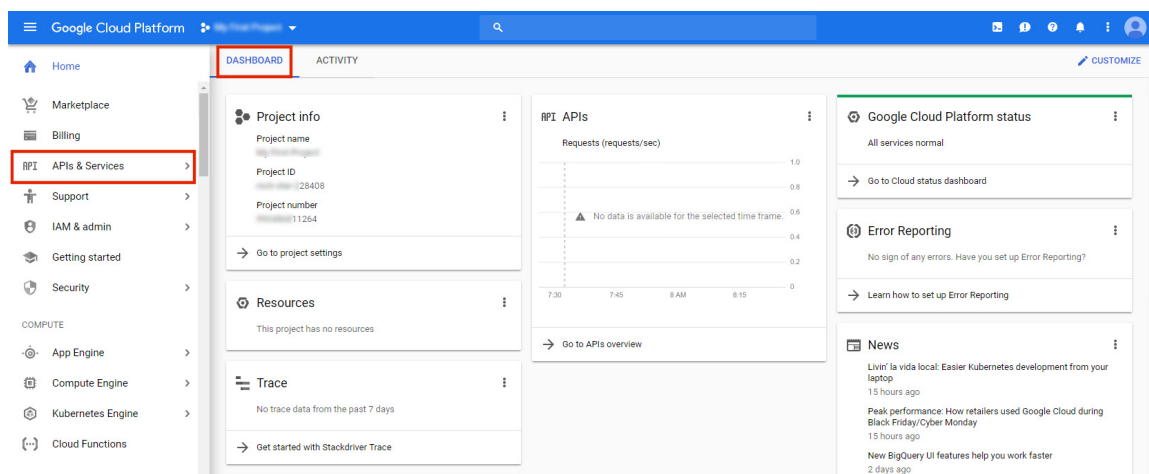 Google Cloud Platform
DASHBOARD
ACTIVITY
CUSTOMIZE
Home
Marketplace
Billing
API APIs & Services
Support
IAM & admin
Getting started
Security
COMPUTE
App Engine
Compute Engine
Kubernetes Engine
Cloud Functions
Project info
Project name
Project ID
28408
Project number
11264
Go to project settings
Resources
This project has no resources
Trace
No trace data from the past 7 days
Get started with Stackdriver Trace
API APIs
Requests (requests/sec)
1.0
0.8
No data is available for the selected time frame.
0.6
0.4
0.2
0
7:30 7:45 8 AM 8:15
Go to APIs overview
Google Cloud Platform status
All services normal
Go to Cloud status dashboard
Error Reporting
No sign of any errors. Have you set up Error Reporting?
Learn how to set up Error Reporting
News
Livin' la vida local: Easier Kubernetes development from your
laptop
15 hours ago
Peak performance: How retailers used Google Cloud during
Black Friday/Cyber Monday
15 hours ago
New BigQuery UI features help you work faster
2 days ago